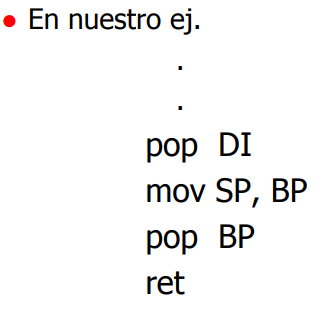 • En nuestro ej.
.
.
pop DI
mov SP, BP
pop BP
ret